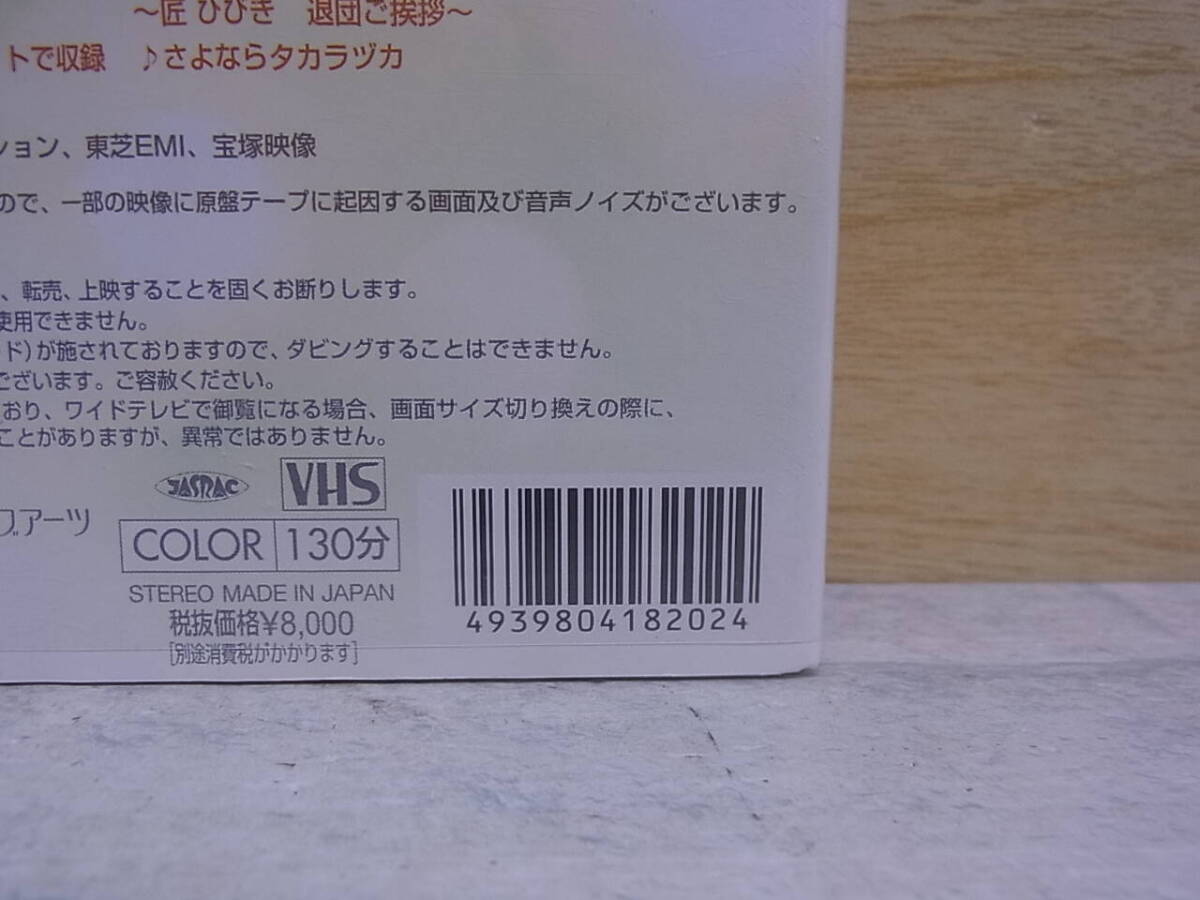 ～匠 ひびき　退団ご挨拶～
トで収録　♪さよならタカラヅカ
ション、東芝EMI、宝塚映像
ので、一部の映像に原盤テープに起因する画面及び音声ノイズがございます。
、転売、上映することを固くお断りします。
使用できません。
ード)が施されておりますので、ダビングすることはできません。
ございます。ご容赦ください。
おり、ワイドテレビで御覧になる場合、画面サイズ切り換えの際に、
ことがありますが、異常ではありません。
JASRAC
VHS
ブアーツ
COLOR 130分
STEREO MADE IN JAPAN
税抜価格¥8,000
[別途消費税がかかります]
4939804182024